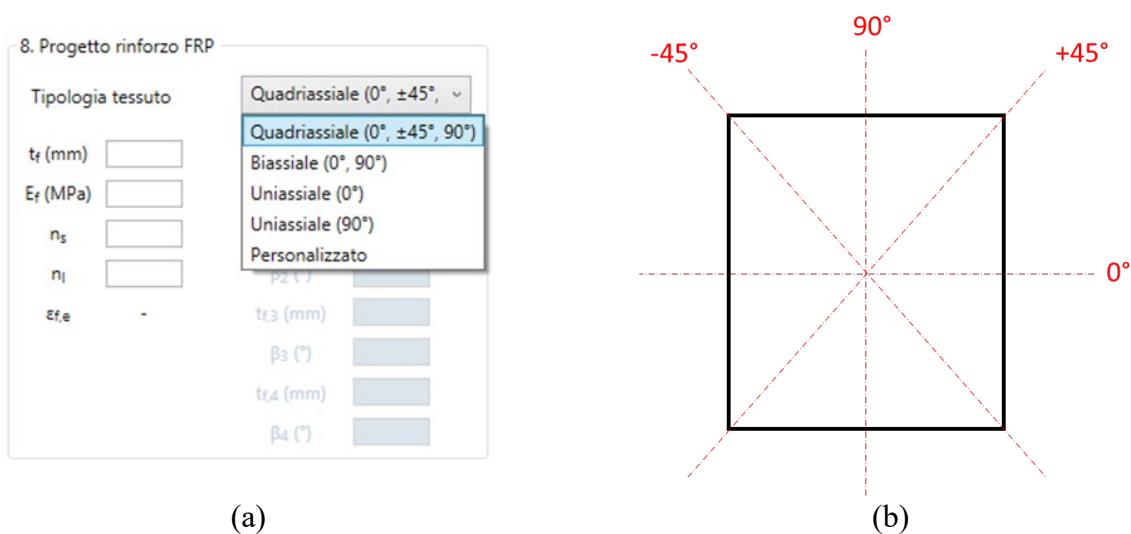 8. Progetto rinforzo FRP
Tipologia tessuto
Quadriassiale (0°, ±45°,
Quadriassiale (0°, ±45°, 90°)
Biassiale (0°, 90°)
Uniassiale (0°)
Uniassiale (90°)
Personalizzato
tf (mm)
Ef (MPa)
ns
nl
εf,e -
β2 (°)
tf,3 (mm)
β3 (°)
tf,4 (mm)
β4 (°)
(a)
90°
-45°
+45°
0°
(b)